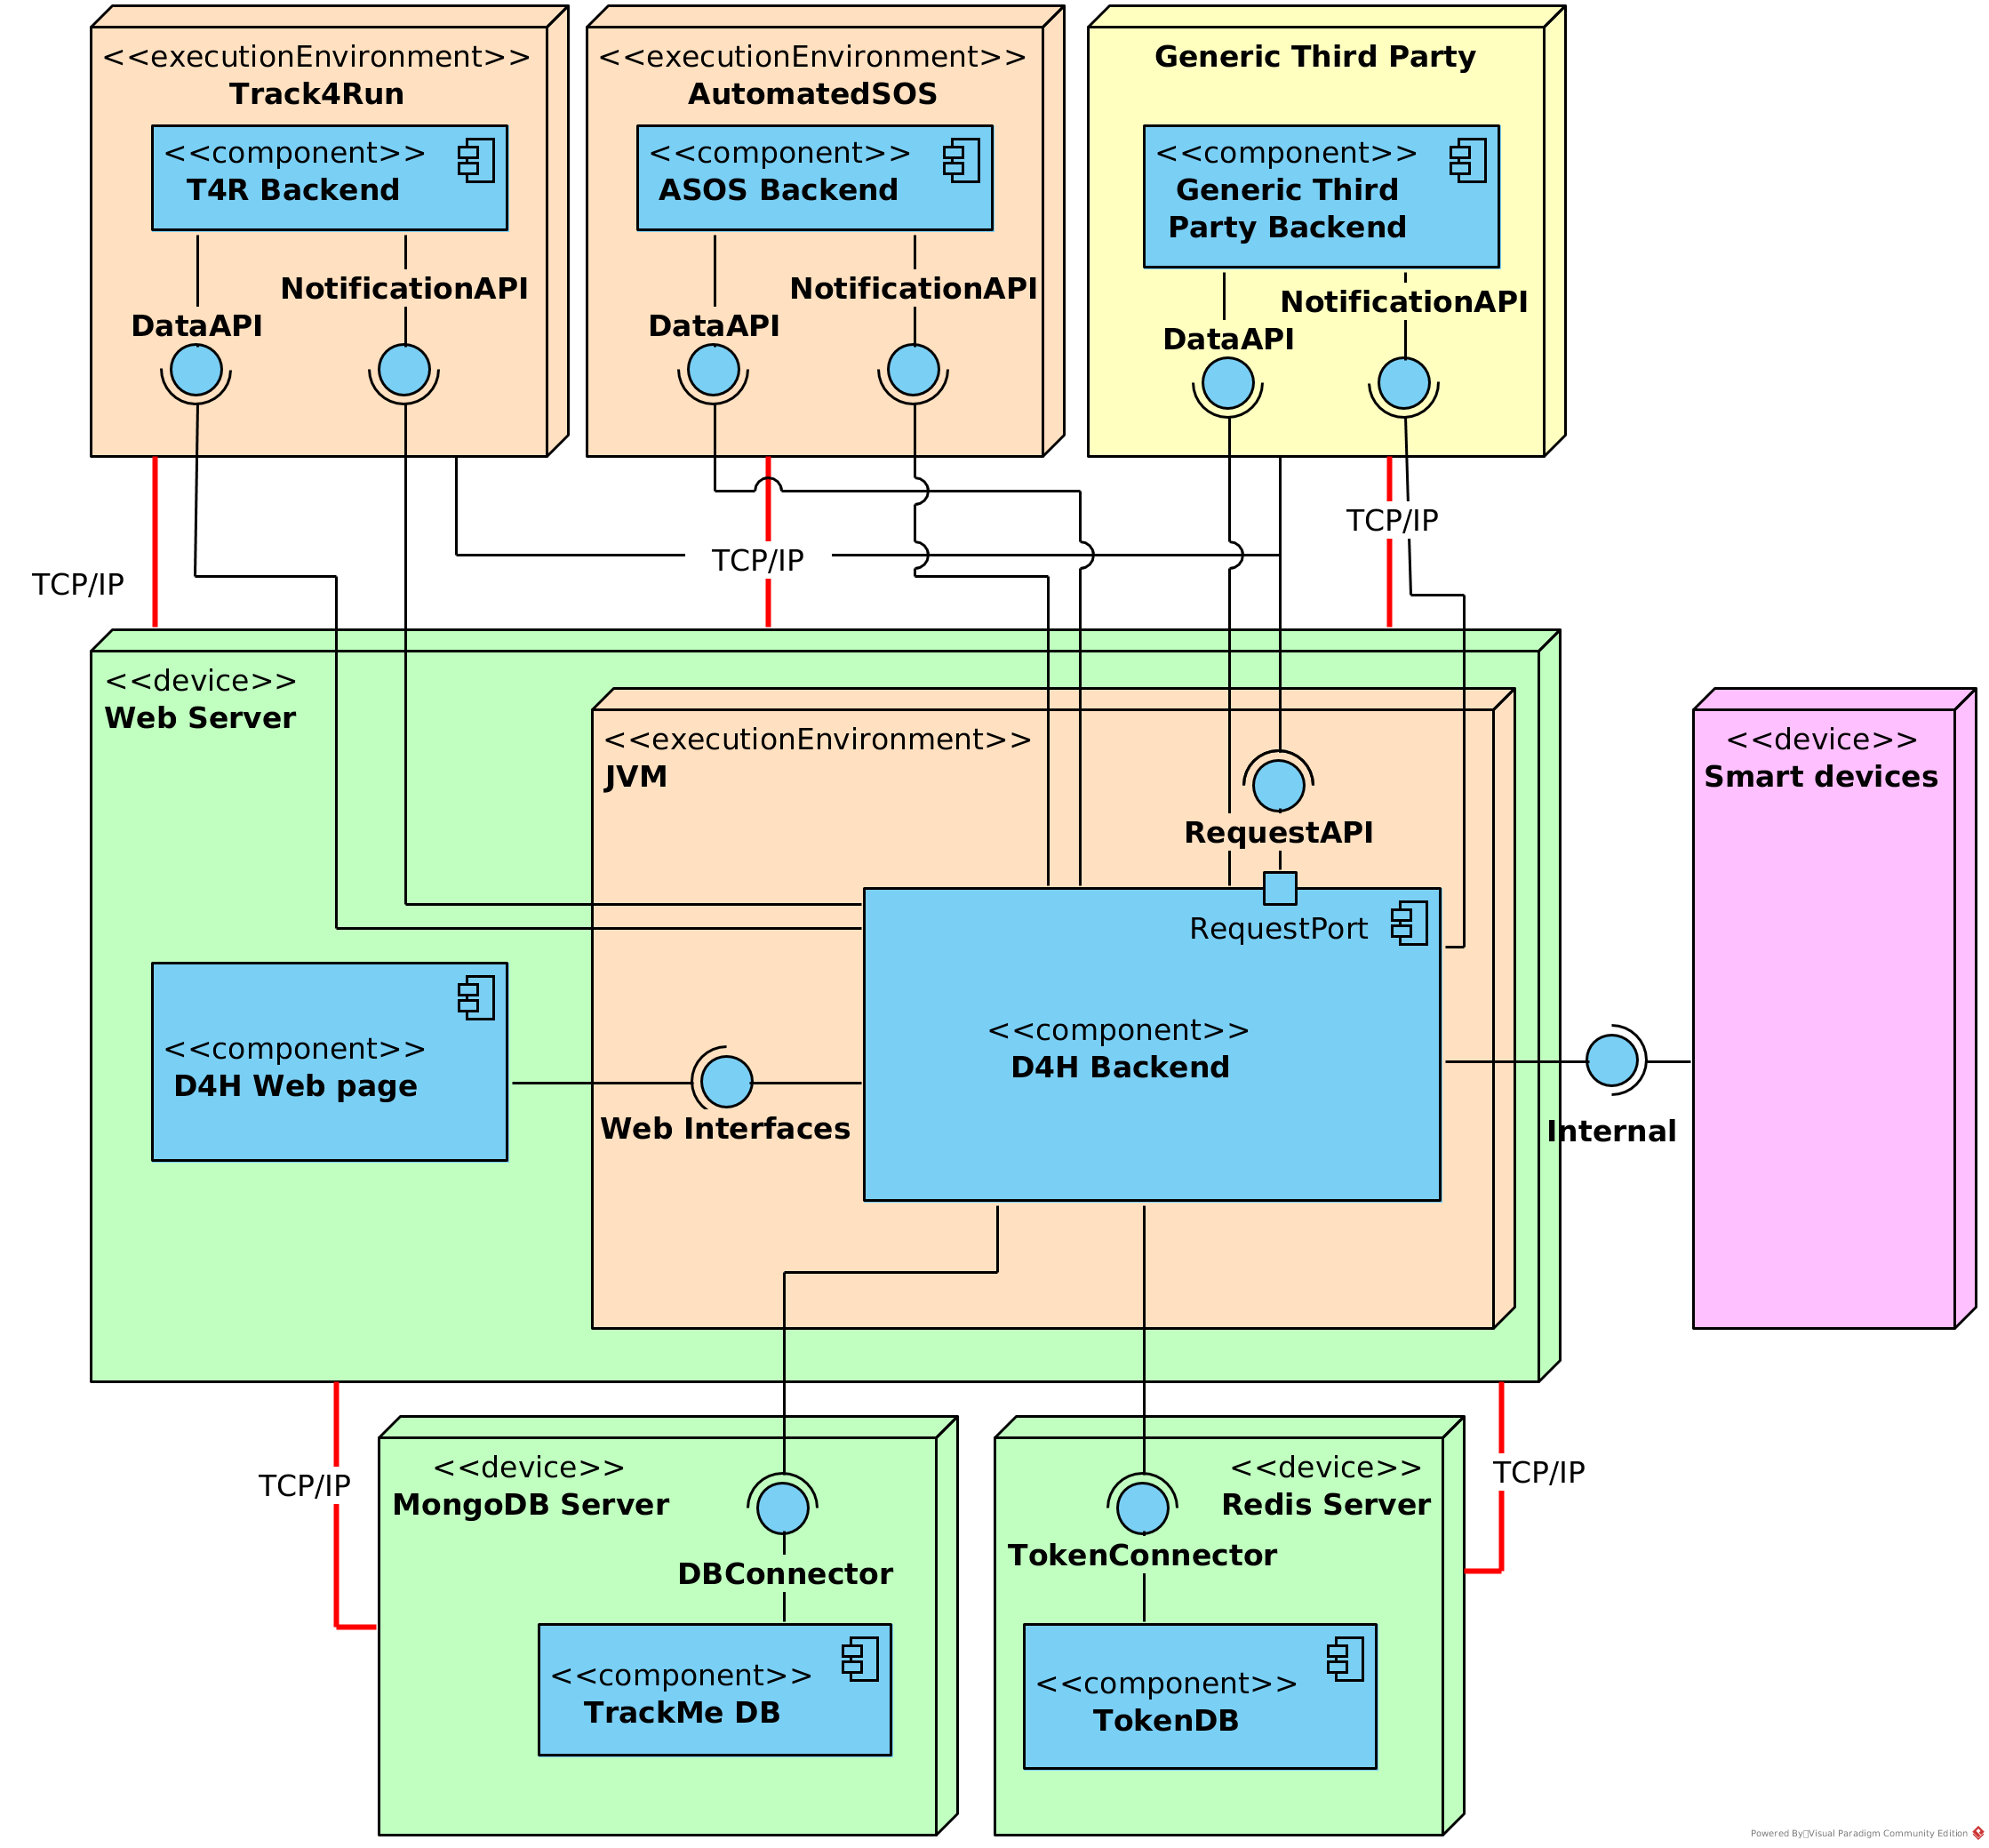 <<executionEnvironment>>
Track4Run
<<component>>
T4R Backend
NotificationAPI
DataAPI
<<executionEnvironment>>
AutomatedSOS
<<component>>
ASOS Backend
NotificationAPI
DataAPI
Generic Third Party
<<component>>
Generic Third
Party Backend
NotificationAPI
DataAPI
TCP/IP
TCP/IP
TCP/IP
<<device>>
Web Server
<<executionEnvironment>>
JVM
RequestAPI
RequestPort
<<component>>
D4H Backend
<<component>>
D4H Web page
Web Interfaces
Internal
<<device>>
Smart devices
TCP/IP
<<device>>
MongoDB Server
DBConnector
<<component>>
TrackMe DB
<<device>>
Redis Server
TokenConnector
<<component>>
TokenDB
TCP/IP
Powered By Visual Paradigm Community Edition